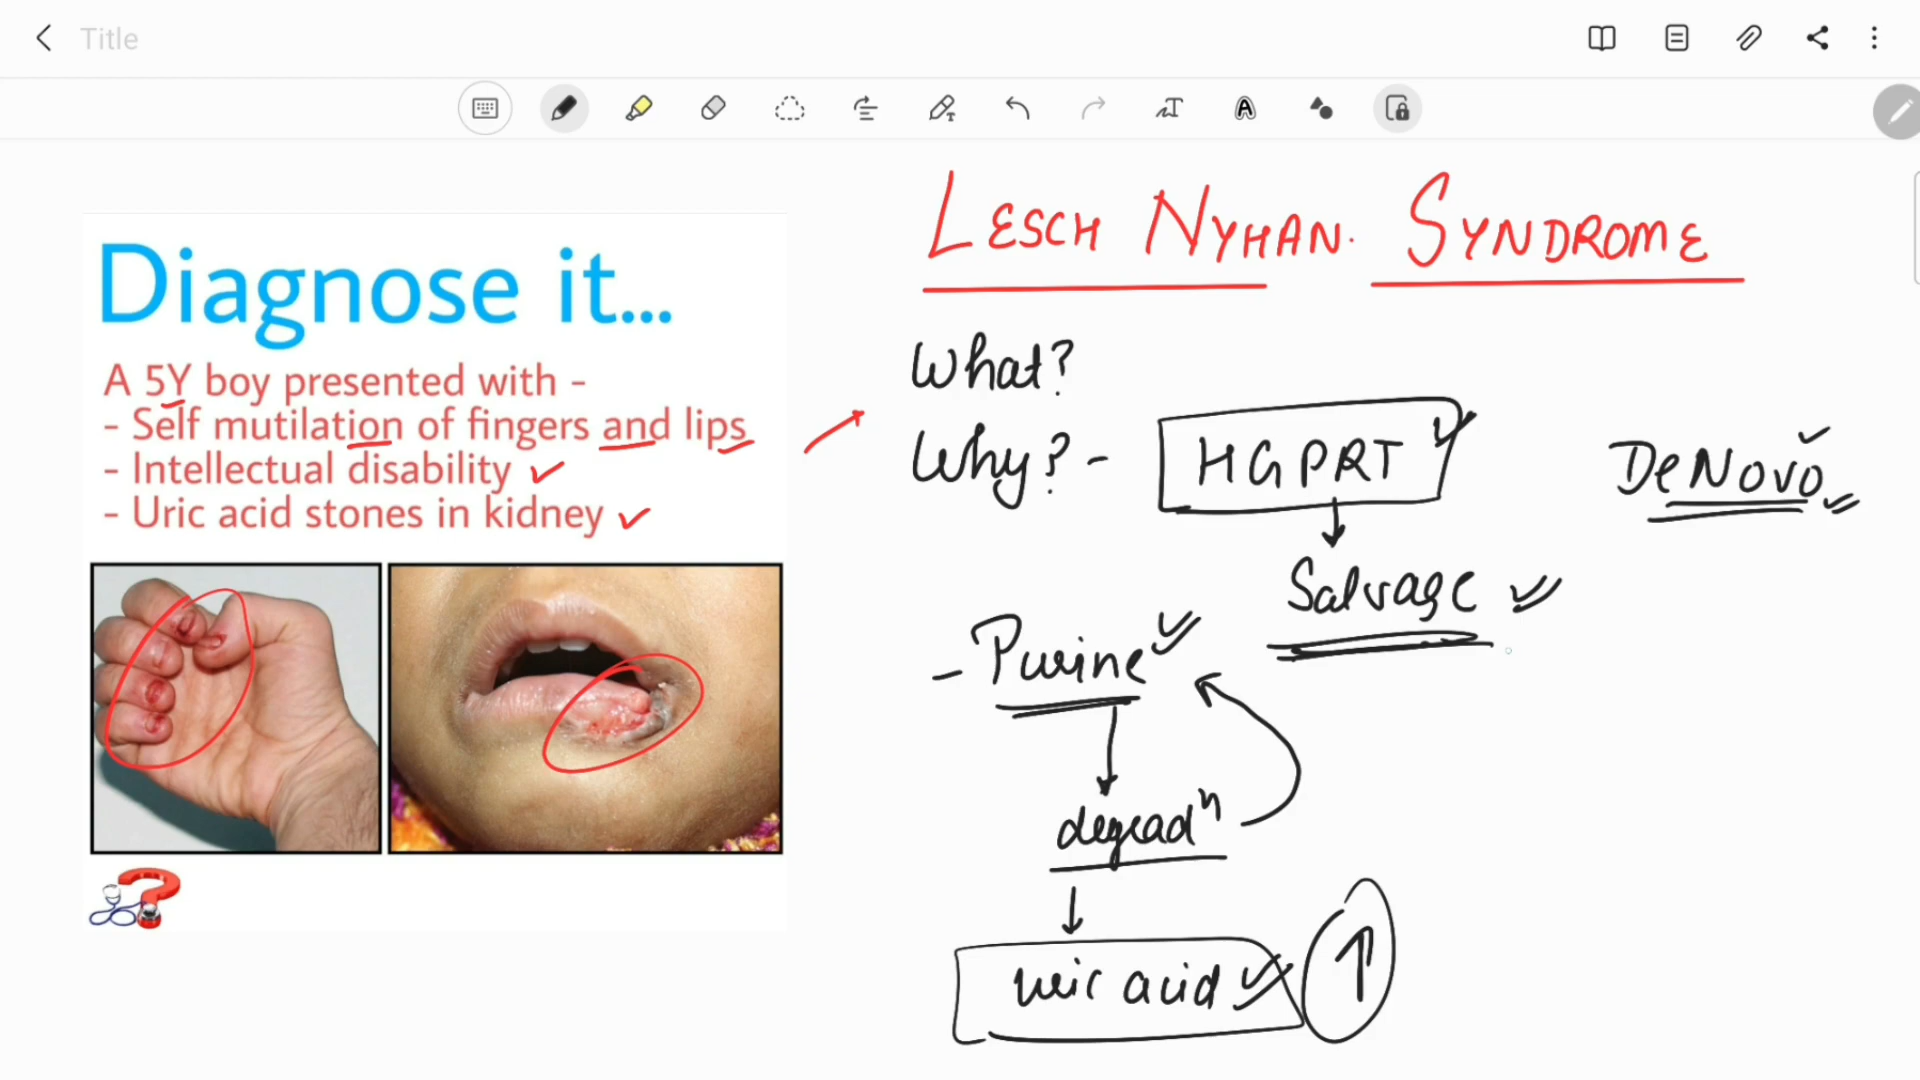 Title
Diagnose it...
A 5Y boy presented with -
- Self mutilation of fingers and lips
- Intellectual disability
- Uric acid stones in kidney
LESCH NYHAN. SYNDROME
What?
Why? - HGPRT
DeNovo
Salvage
- Purine
degradⁿ
uric acid ↑